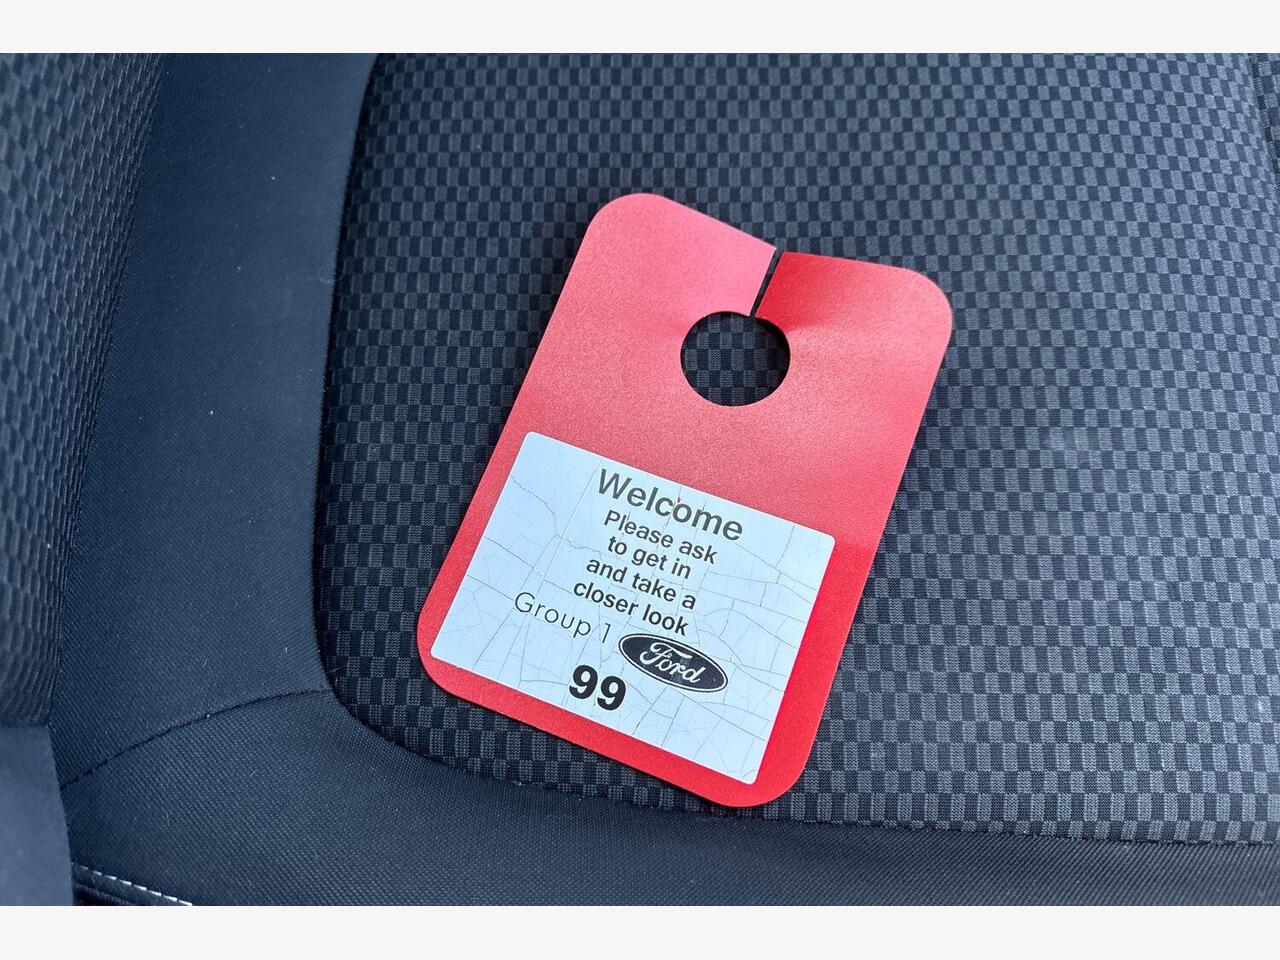 Welcome
Please ask
to get in
and take a
closer look
Group 1 Ford
99